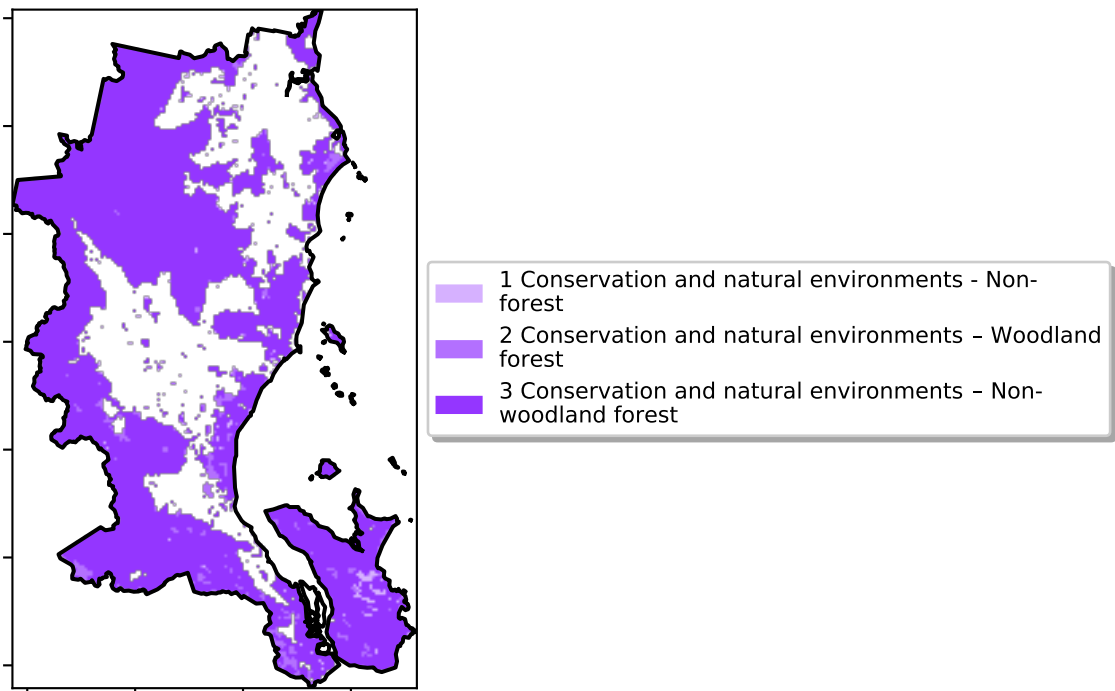 1 Conservation and natural environments - Non-
forest
2 Conservation and natural environments – Woodland
forest
3 Conservation and natural environments – Non-
woodland forest